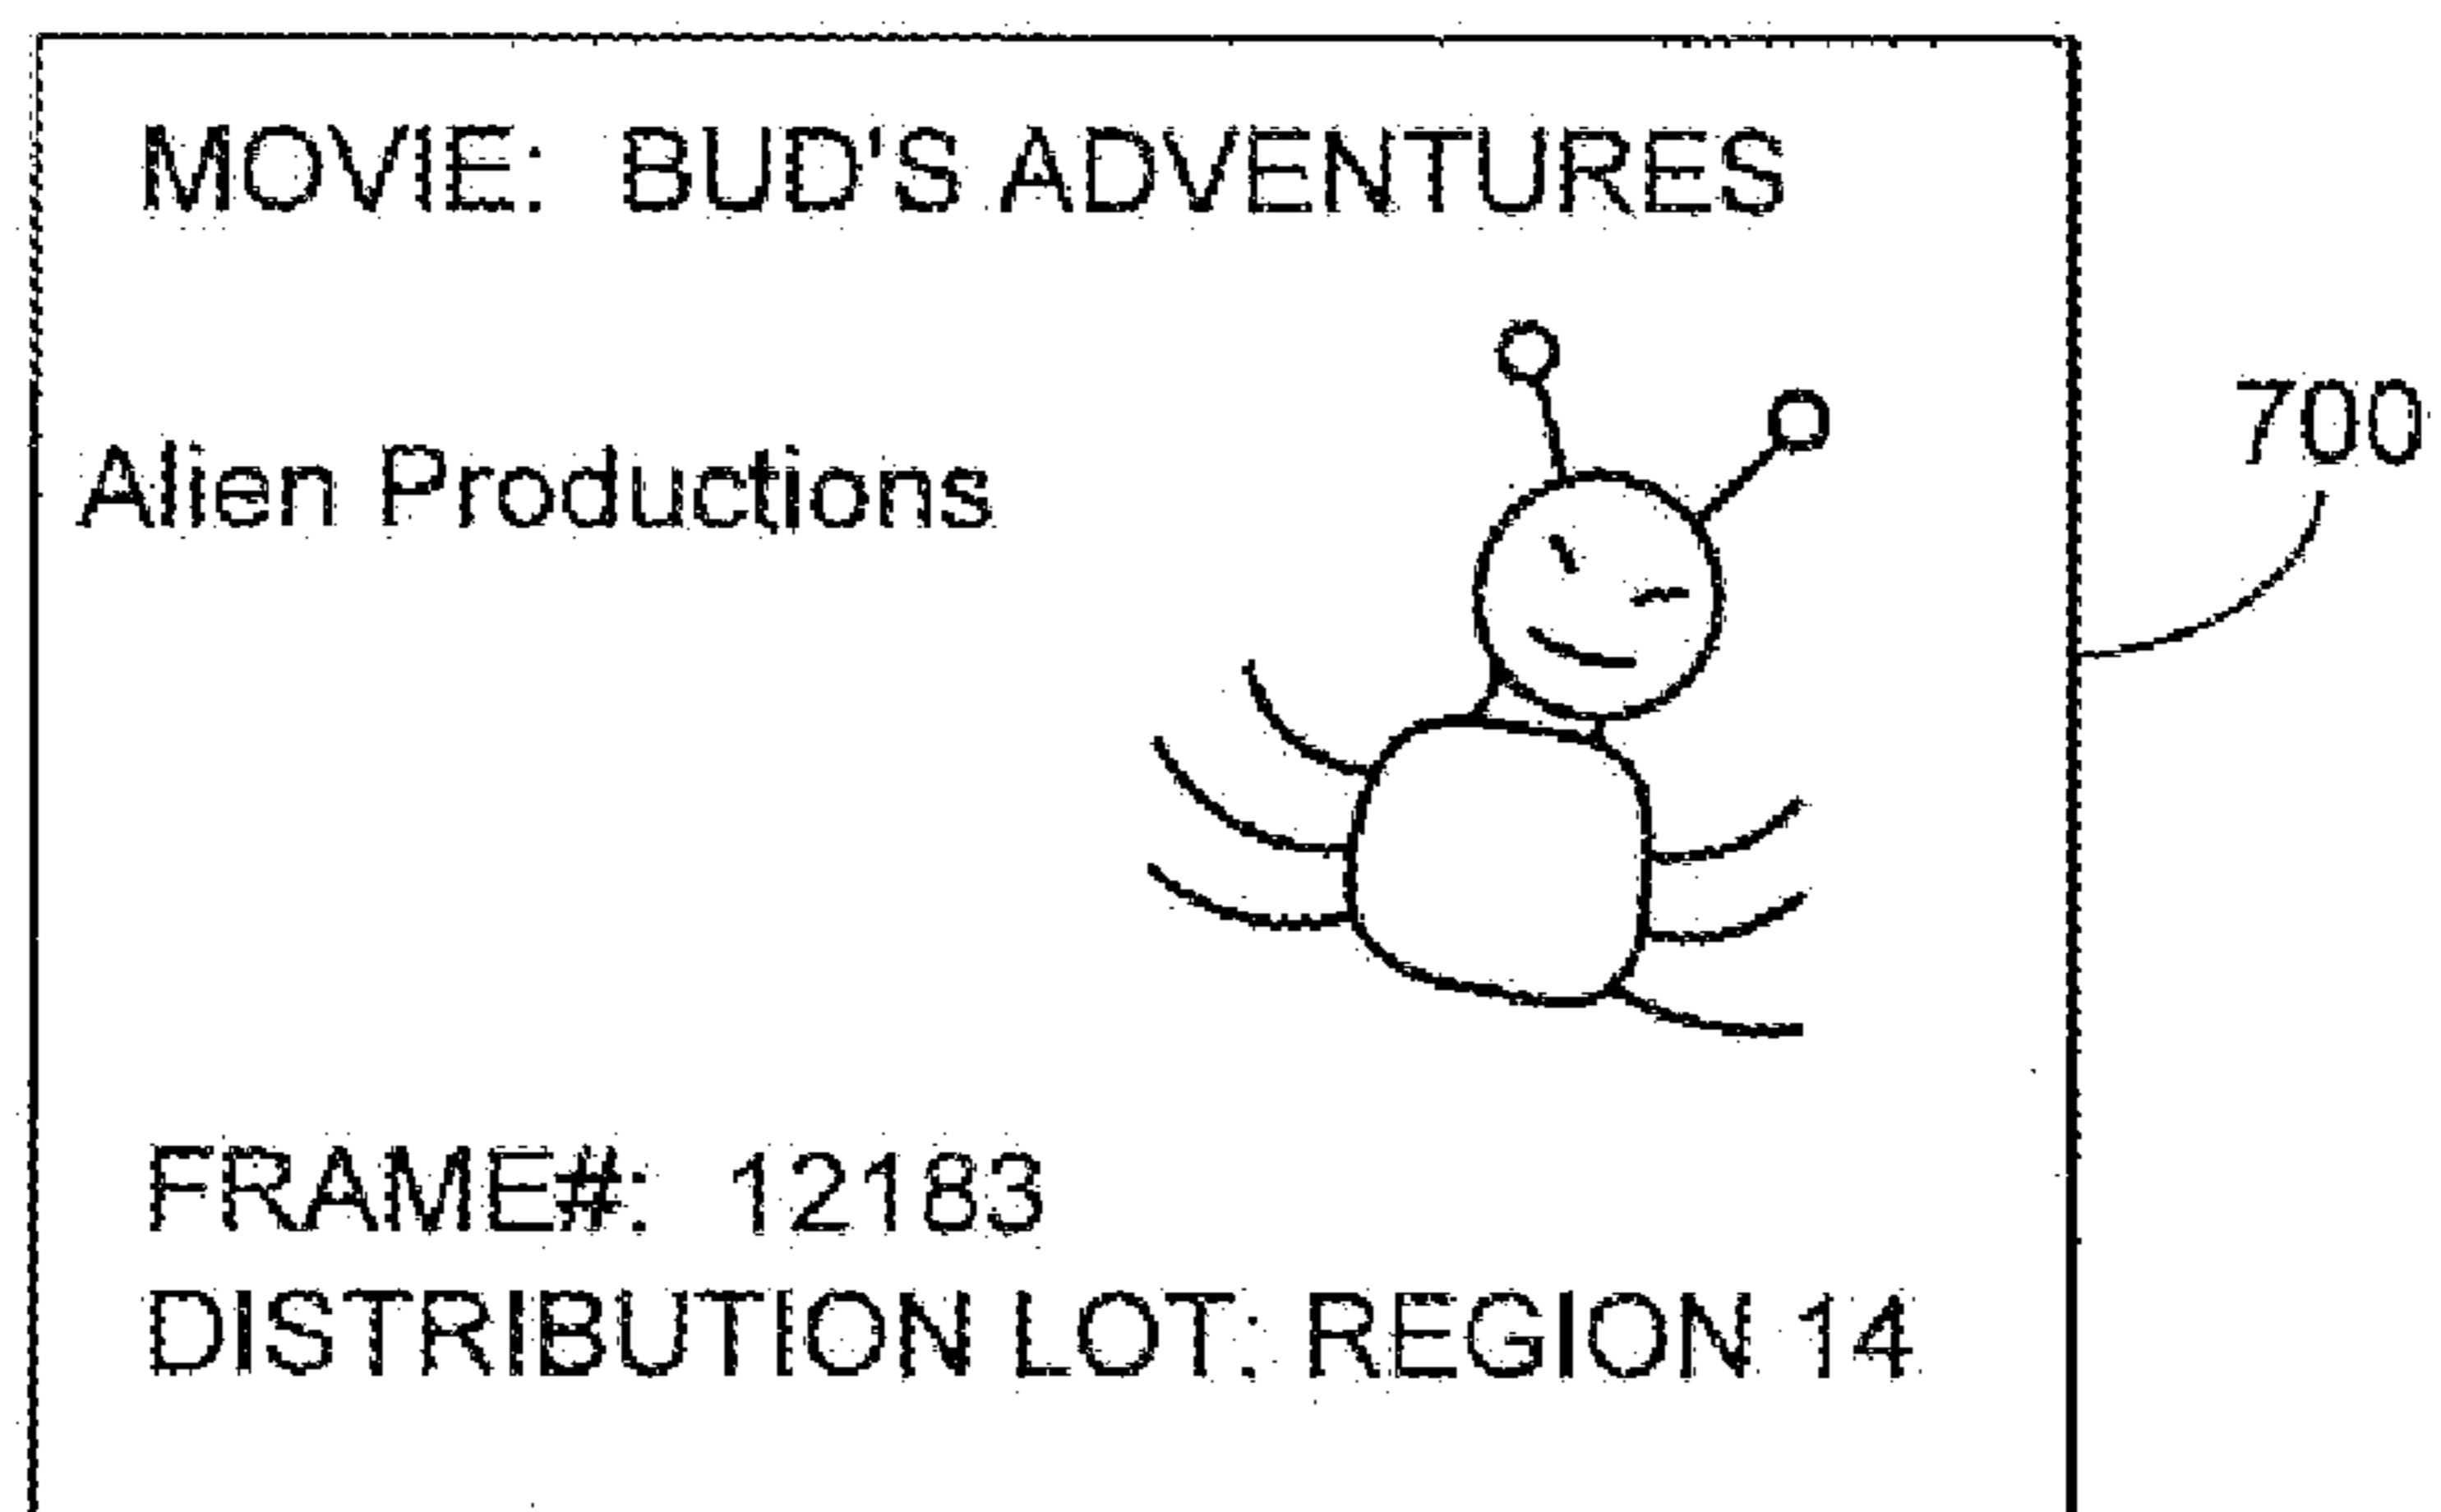 MOVIE: BUD'S ADVENTURES
Alien Productions
700
FRAME#: 12183
DISTRIBUTION LOT: REGION 14